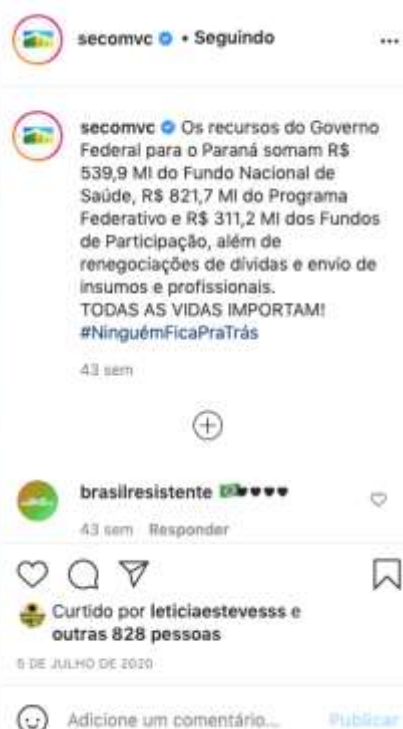 secomvc • Seguindo
secomvc Os recursos do Governo
Federal para o Paraná somam R$
539,9 MI do Fundo Nacional de
Saúde, R$ 821,7 MI do Programa
Federativo e R$ 311,2 MI dos Fundos
de Participação, além de
renegociações de dívidas e envio de
insumos e profissionais.
TODAS AS VIDAS IMPORTAM!
#NinguémFicaPraTrás
43 sem
brasilresistente 🇧🇷♥♥♥♥
43 sem Responder
Curtido por leticiaestevesss e
outras 828 pessoas
5 DE JULHO DE 2020
Adicione um comentário...
Publicar